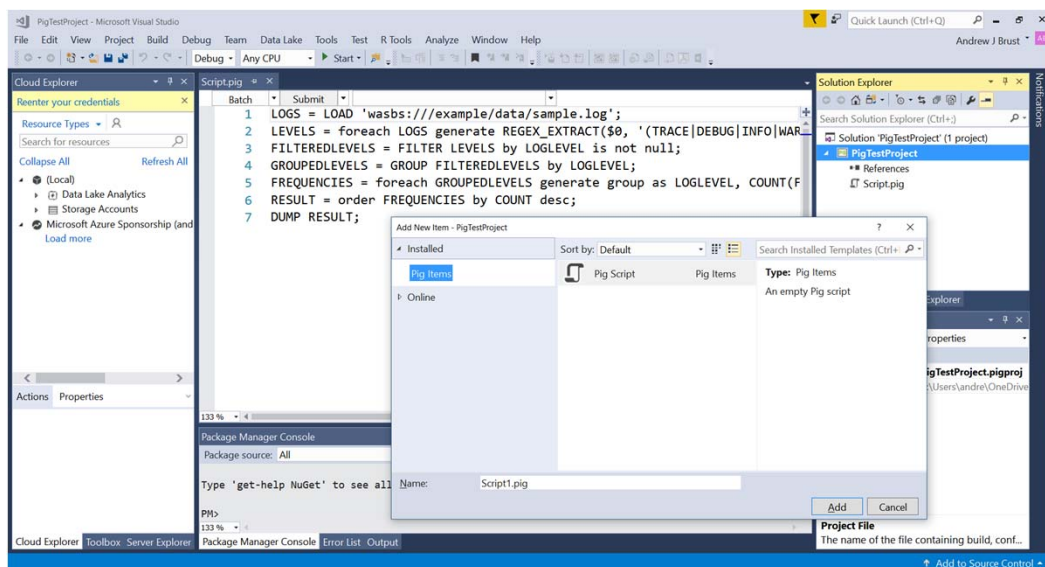 PigTestProject - Microsoft Visual Studio
Quick Launch (Ctrl+Q)
File Edit View Project Build Debug Team Data Lake Tools Test R Tools Analyze Window Help
Andrew J Brust
Debug Any CPU Start
Cloud Explorer
Reenter your credentials
Resource Types
Search for resources
Collapse All Refresh All
(Local)
Data Lake Analytics
Storage Accounts
Microsoft Azure Sponsorship (and
Load more
Actions Properties
Cloud Explorer Toolbox Server Explorer
Script.pig
Batch Submit
1 LOGS = LOAD 'wasbs:///example/data/sample.log';
2 LEVELS = foreach LOGS generate REGEX_EXTRACT($0, '(TRACE|DEBUG|INFO|WAR
3 FILTEREDLEVELS = FILTER LEVELS by LOGLEVEL is not null;
4 GROUPEDLEVELS = GROUP FILTEREDLEVELS by LOGLEVEL;
5 FREQUENCIES = foreach GROUPEDLEVELS generate group as LOGLEVEL, COUNT(F
6 RESULT = order FREQUENCIES by COUNT desc;
7 DUMP RESULT;
133 %
Package Manager Console
Package source: All
Type 'get-help NuGet' to see all
PM>
133 %
Package Manager Console Error List Output
Add New Item - PigTestProject
? ×
Installed
Pig Items
Online
Sort by: Default
Search Installed Templates (Ctrl+
Pig Script Pig Items
Type: Pig Items
An empty Pig script
Name: Script1.pig
Add Cancel
Solution Explorer
Search Solution Explorer (Ctrl+;)
Solution 'PigTestProject' (1 project)
PigTestProject
References
Script.pig
Explorer
roperties
igTestProject.pigproj
:\Users\andre\OneDrive
Project File
The name of the file containing build, conf...
Notifications
Add to Source Control